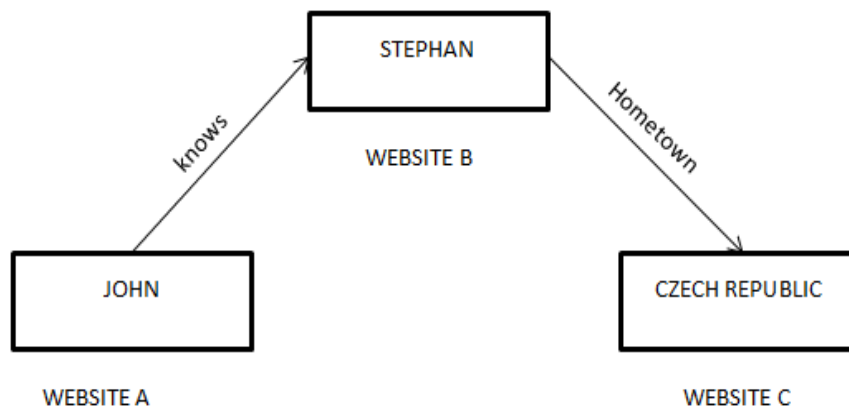 STEPHAN
WEBSITE B
knows
Hometown
JOHN
WEBSITE A
CZECH REPUBLIC
WEBSITE C